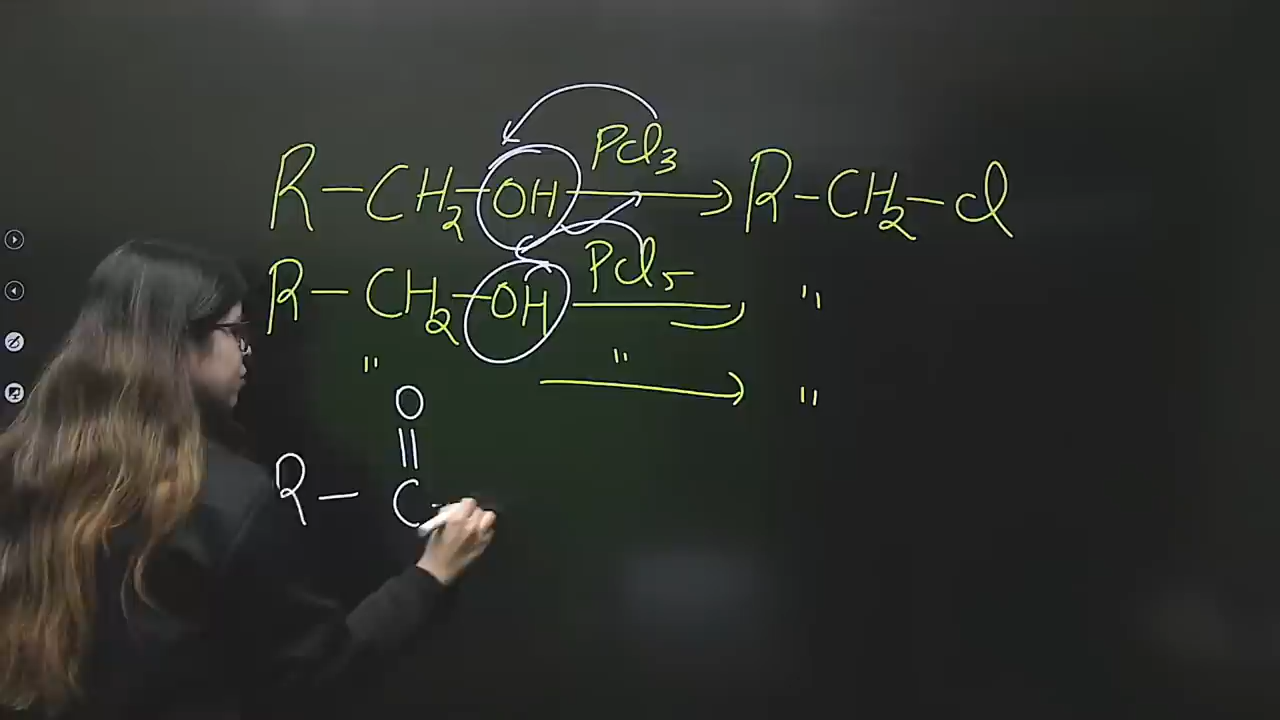 R-CH2-OH PCl3 → R-CH2-Cl
R-CH2-OH PCl5 → "
" " → "
O
||
R-C-